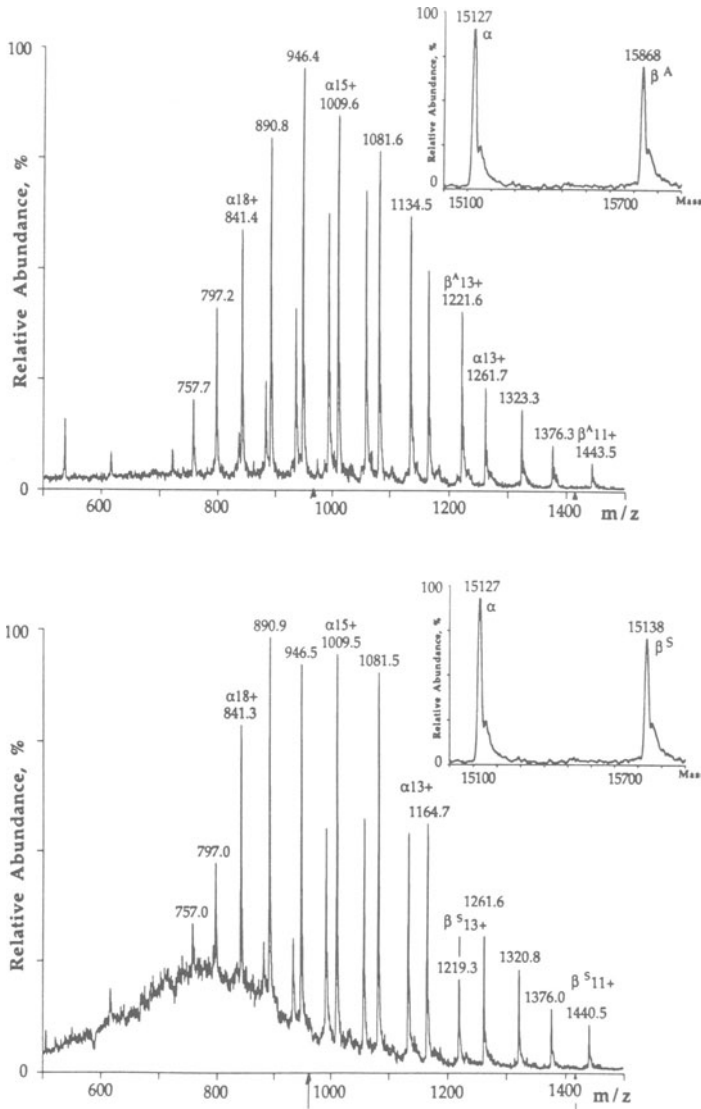 100
Relative Abundance, %
0
757.7
797.2
α18+
841.4
890.8
946.4
α15+
1009.6
1081.6
1134.5
βᴬ13+
1221.6
α13+
1261.7
1323.3
1376.3
βᴬ11+
1443.5
600
800
1000
1200
1400
m/z
100
Relative Abundance, %
0
15127
α
15868
β A
15100
15700
Mass
100
Relative Abundance, %
0
757.0
797.0
α18+
841.3
890.9
946.5
α15+
1009.5
1081.5
α13+
1164.7
β S13+
1219.3
1261.6
1320.8
1376.0
β S11+
1440.5
600
800
1000
1200
1400
m/z
100
Relative Abundance, %
0
15127
α
15138
β S
15100
15700